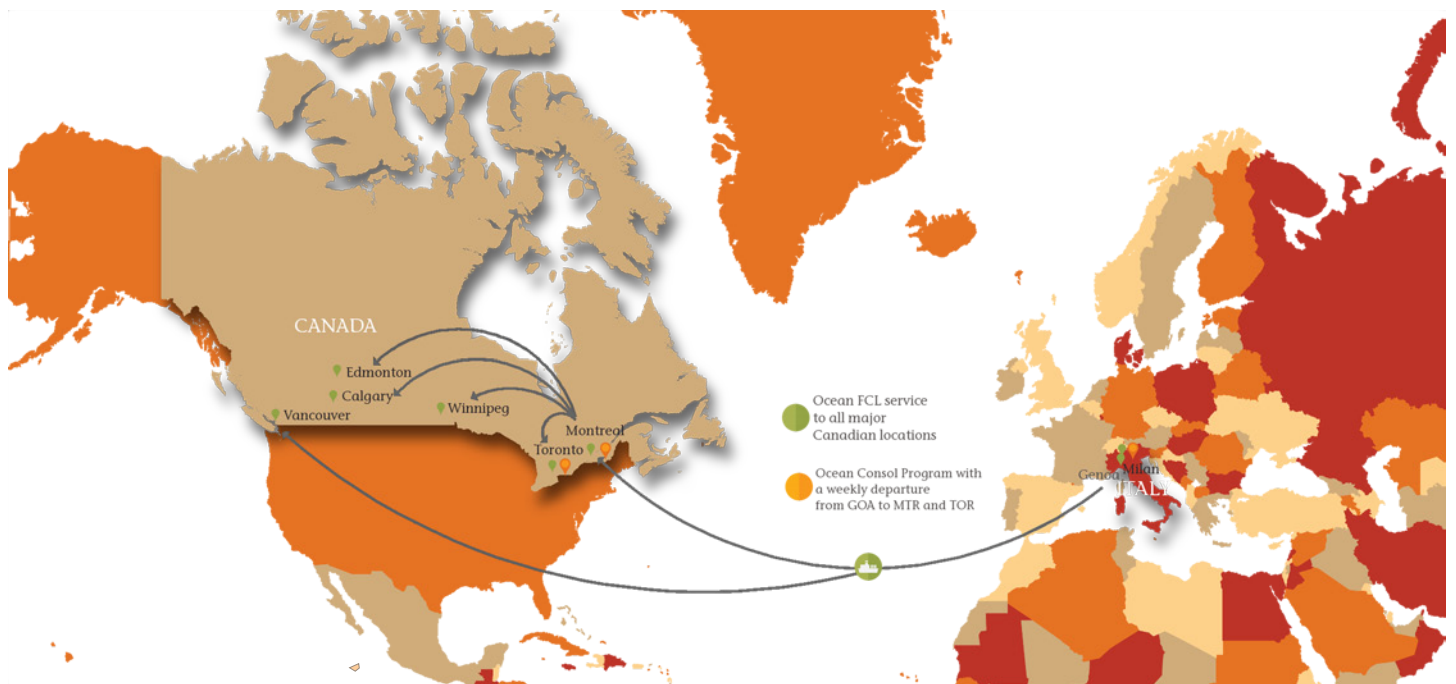 CANADA
Edmonton
Calgary
Winnipeg
Vancouver
Montreal
Toronto
Ocean FCL service
to all major
Canadian locations
Ocean Consol Program with
a weekly departure
from GOA to MTR and TOR
Genoa
Milan
ITALY